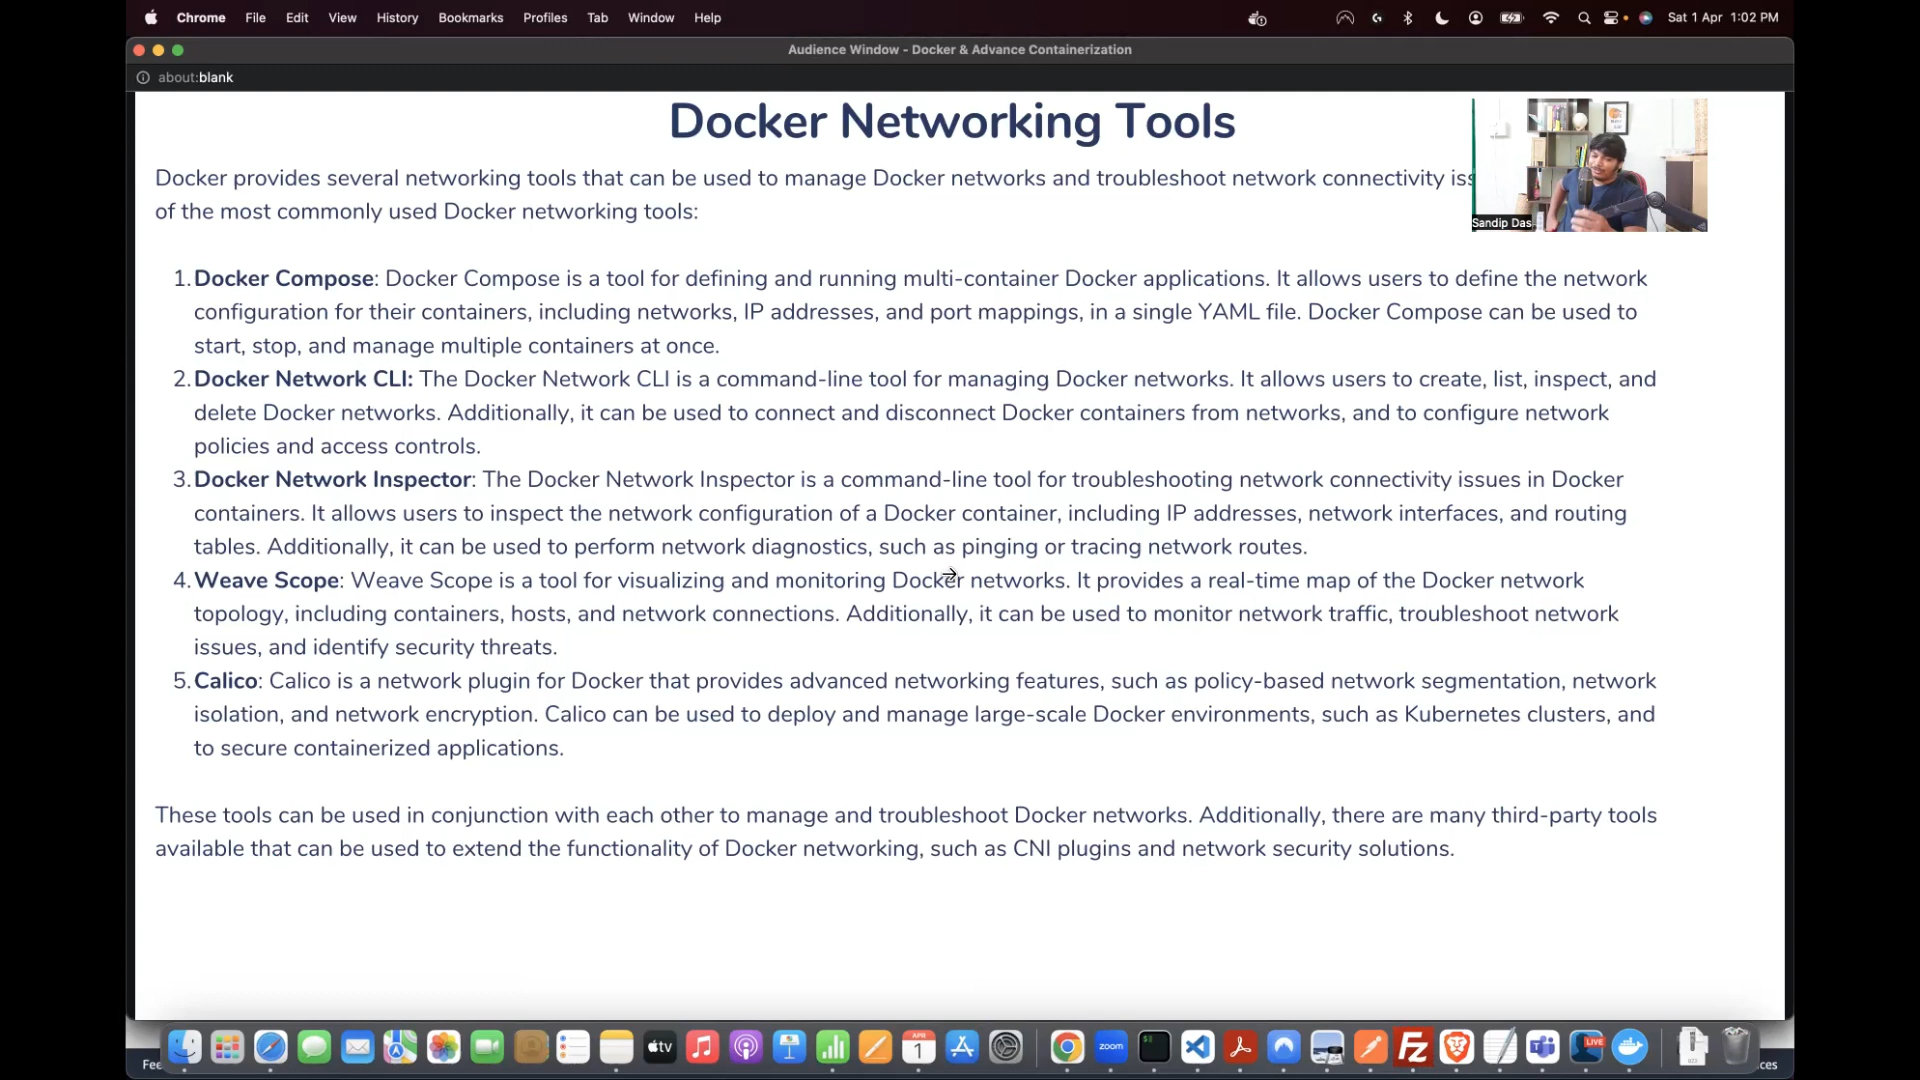 Chrome File Edit View History Bookmarks Profiles Tab Window Help Sat 1 Apr 1:02 PM
Audience Window - Docker & Advance Containerization
about:blank
Docker Networking Tools
Docker provides several networking tools that can be used to manage Docker networks and troubleshoot network connectivity
of the most commonly used Docker networking tools:
Sandip Das
1. Docker Compose: Docker Compose is a tool for defining and running multi-container Docker applications. It allows users to define the network
configuration for their containers, including networks, IP addresses, and port mappings, in a single YAML file. Docker Compose can be used to
start, stop, and manage multiple containers at once.
2. Docker Network CLI: The Docker Network CLI is a command-line tool for managing Docker networks. It allows users to create, list, inspect, and
delete Docker networks. Additionally, it can be used to connect and disconnect Docker containers from networks, and to configure network
policies and access controls.
3. Docker Network Inspector: The Docker Network Inspector is a command-line tool for troubleshooting network connectivity issues in Docker
containers. It allows users to inspect the network configuration of a Docker container, including IP addresses, network interfaces, and routing
tables. Additionally, it can be used to perform network diagnostics, such as pinging or tracing network routes.
4. Weave Scope: Weave Scope is a tool for visualizing and monitoring Docker networks. It provides a real-time map of the Docker network
topology, including containers, hosts, and network connections. Additionally, it can be used to monitor network traffic, troubleshoot network
issues, and identify security threats.
5. Calico: Calico is a network plugin for Docker that provides advanced networking features, such as policy-based network segmentation, network
isolation, and network encryption. Calico can be used to deploy and manage large-scale Docker environments, such as Kubernetes clusters, and
to secure containerized applications.
These tools can be used in conjunction with each other to manage and troubleshoot Docker networks. Additionally, there are many third-party tools
available that can be used to extend the functionality of Docker networking, such as CNI plugins and network security solutions.
tv APR 1 zoom FZ LIVE